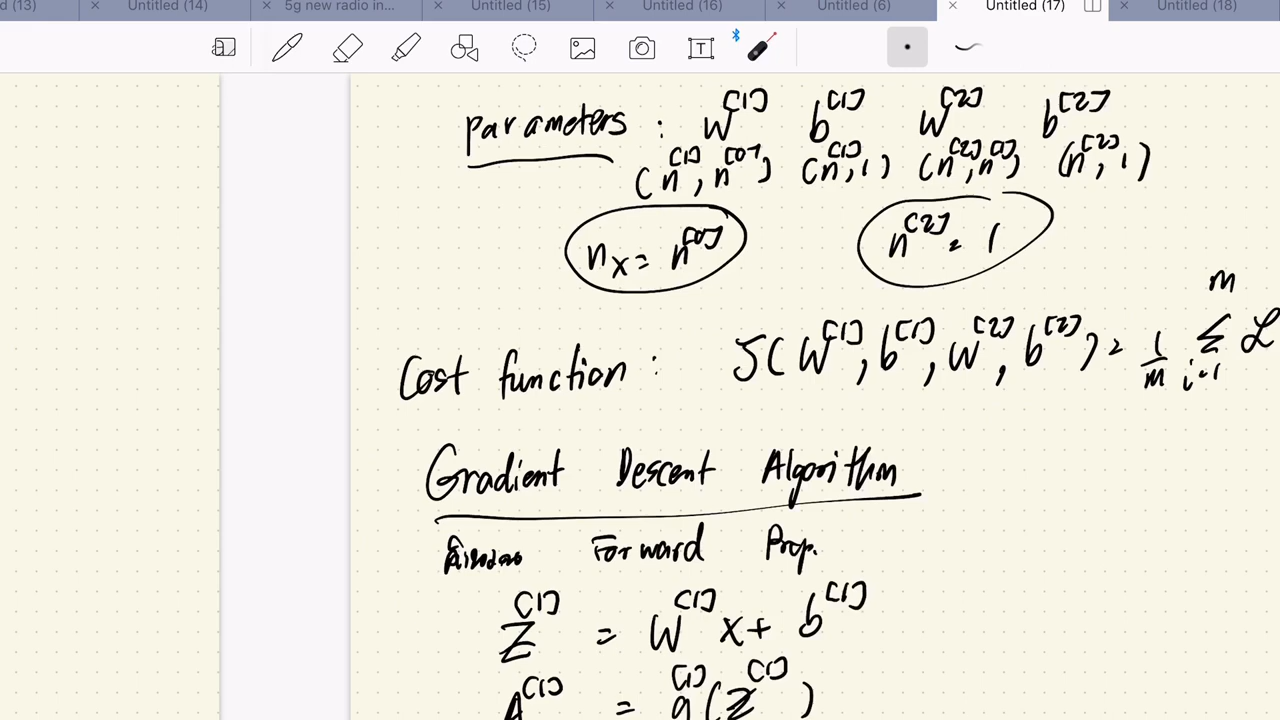 d (13) Untitled (14) 5g new radio in... Untitled (15) Untitled (16) Untitled (6) Untitled (17) Untitled (18)
parameters : W^[1] b^[1] W^[2] b^[2]
(n^[1], n^[0]) (n^[1], 1) (n^[2], n^[1]) (n^[2], 1)
n_x = n^[0] n^[2] = 1
Cost function : J(W^[1], b^[1], W^[2], b^[2]) = 1/m Σ_{i=1}^{m} ℒ
Gradient Descent Algorithm
Forward Prop.
Z^[1] = W^[1] X + b^[1]
A^[1] = g^[1](Z^[1])